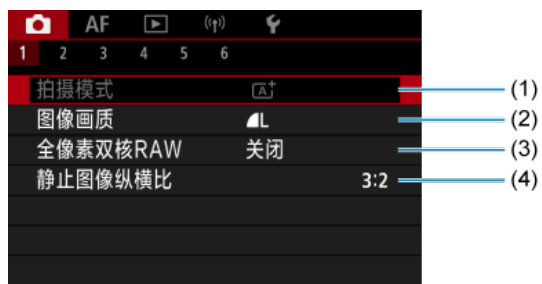 AF
1 2 3 4 5 6
拍摄模式 A+ (1)
图像画质 L (2)
全像素双核RAW 关闭 (3)
静止图像纵横比 3:2 (4)